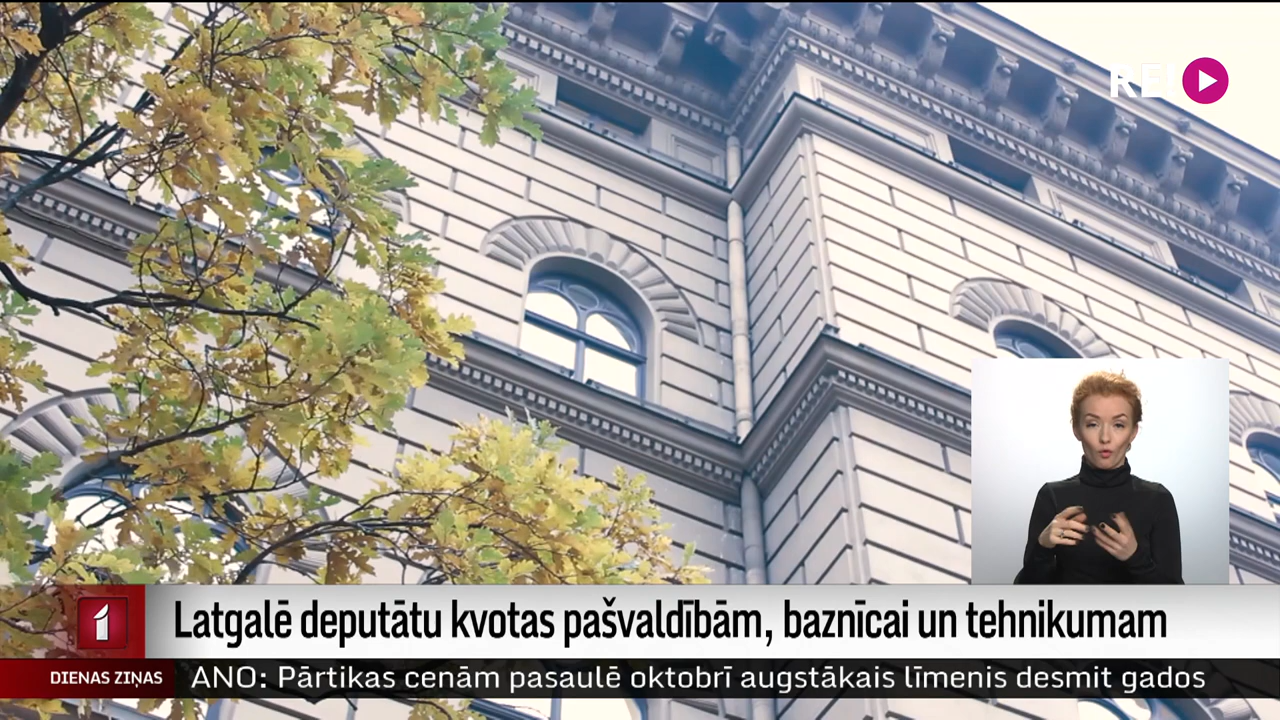 RE!
1
Latgalē deputātu kvotas pašvaldībām, baznīcai un tehnikumam
DIENAS ZIŅAS
ANO: Pārtikas cenām pasaulē oktobrī augstākais līmenis desmit gados